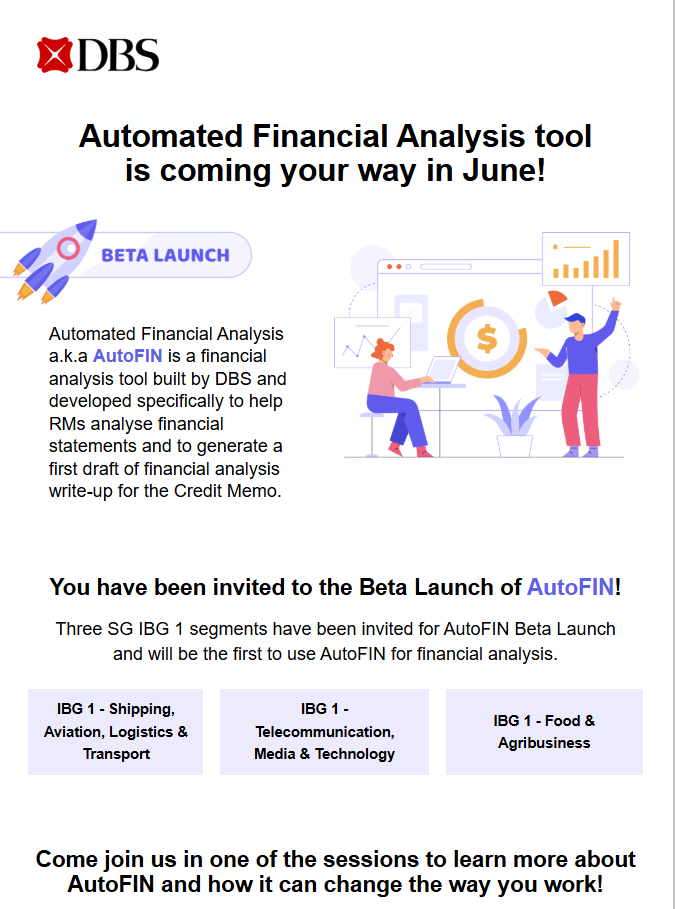 DBS
Automated Financial Analysis tool
is coming your way in June!
BETA LAUNCH
Automated Financial Analysis
a.k.a AutoFIN is a financial
analysis tool built by DBS and
developed specifically to help
RMs analyse financial
statements and to generate a
first draft of financial analysis
write-up for the Credit Memo.
$
You have been invited to the Beta Launch of AutoFIN!
Three SG IBG 1 segments have been invited for AutoFIN Beta Launch
and will be the first to use AutoFIN for financial analysis.
IBG 1 - Shipping,
Aviation, Logistics &
Transport
IBG 1 -
Telecommunication,
Media & Technology
IBG 1 - Food &
Agribusiness
Come join us in one of the sessions to learn more about
AutoFIN and how it can change the way you work!